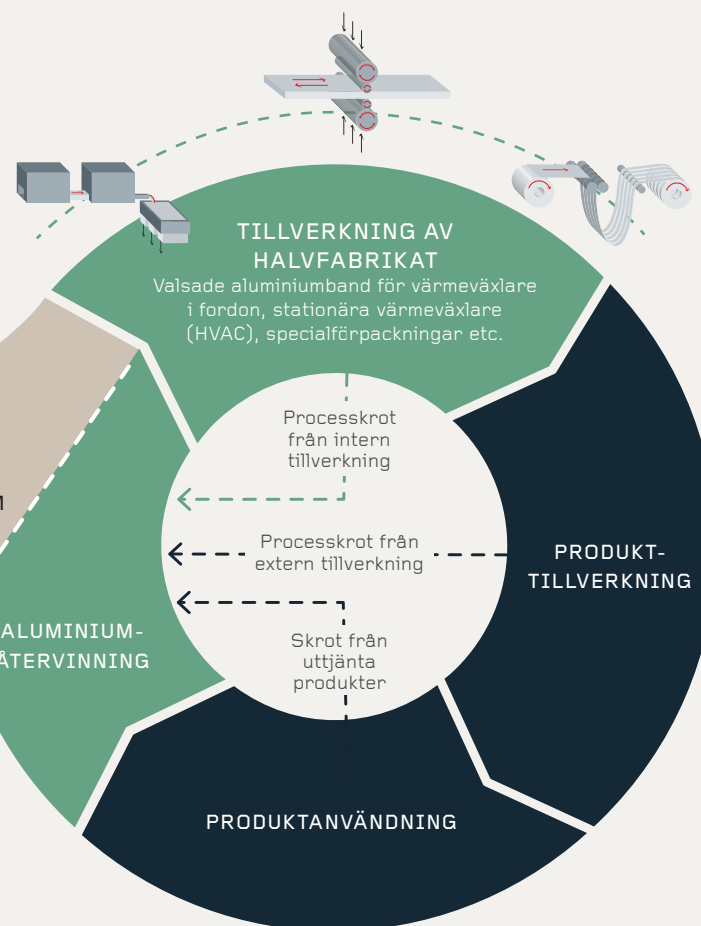 TILLVERKNING AV
HALVFABRIKAT
Valsade aluminiumband för värmeväxlare
i fordon, stationära värmeväxlare
(HVAC), specialförpackningar etc.
Processkrot
från intern
tillverkning
Processkrot från
extern tillverkning
PRODUKT-
TILLVERKNING
ALUMINIUM-
ÅTERVINNING
Skrot från
uttjänta
produkter
PRODUKTANVÄNDNING